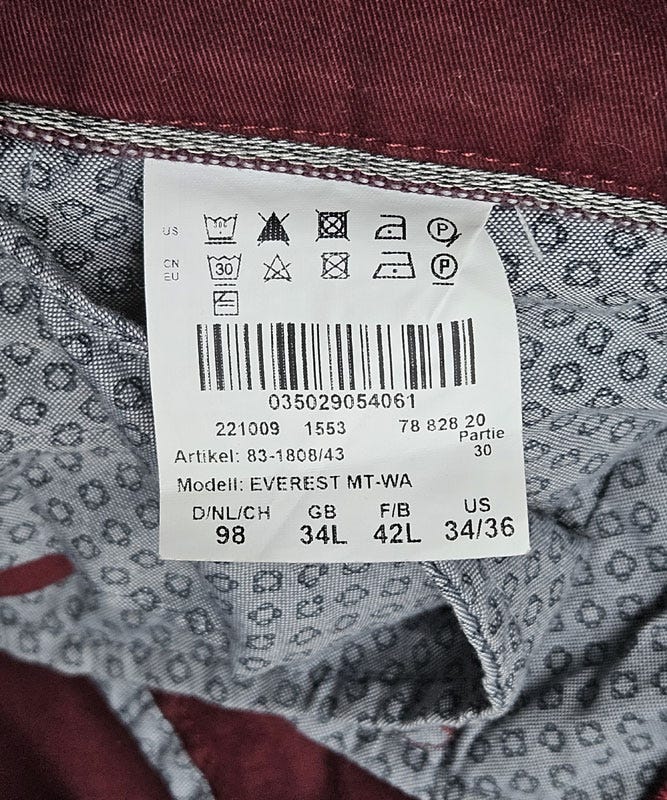 US
P
CN
EU
30
P
035029054061
221009 1553 78 828 20
Partie
Artikel: 83-1808/43 30
Modell: EVEREST MT-WA
D/NL/CH GB F/B US
98 34L 42L 34/36